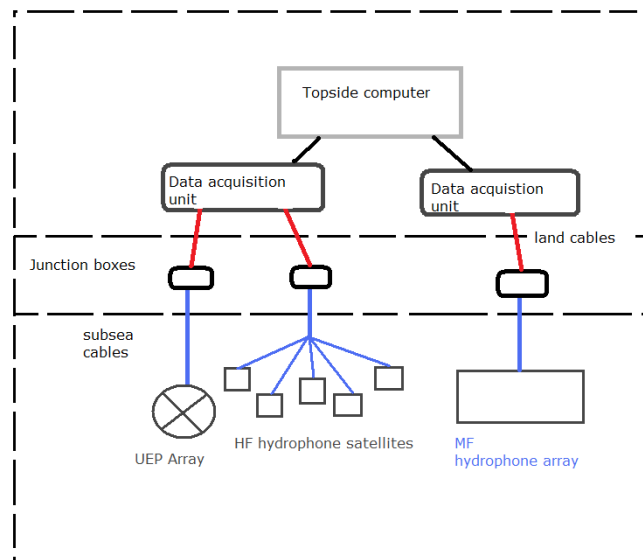 Topside computer
Data acquisition
unit
Data acqustion
unit
land cables
Junction boxes
subsea
cables
UEP Array
HF hydrophone satellites
MF
hydrophone array